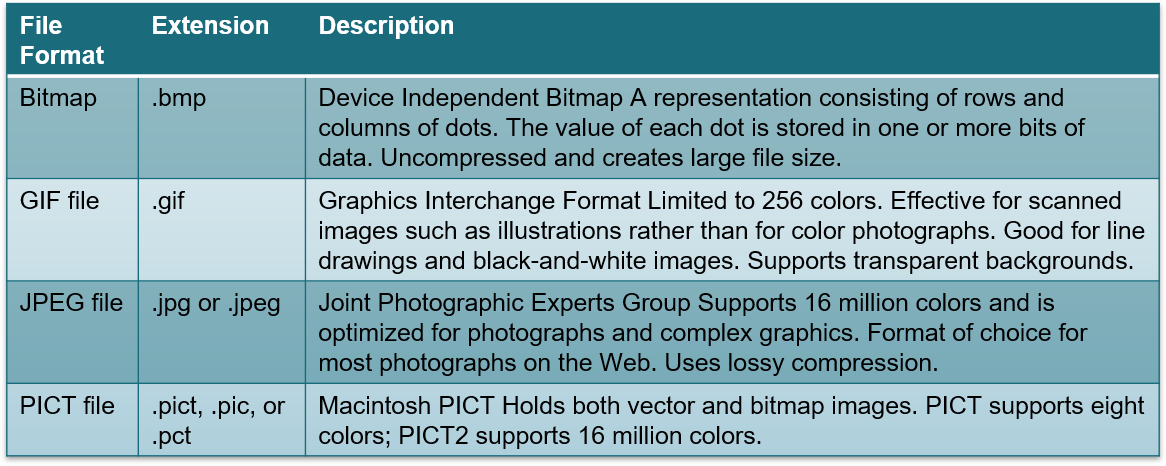 File Format
Extension
Description
Bitmap
.bmp
Device Independent Bitmap A representation consisting of rows and
columns of dots. The value of each dot is stored in one or more bits of
data. Uncompressed and creates large file size.
GIF file
.gif
Graphics Interchange Format Limited to 256 colors. Effective for scanned
images such as illustrations rather than for color photographs. Good for line
drawings and black-and-white images. Supports transparent backgrounds.
JPEG file
.jpg or .jpeg
Joint Photographic Experts Group Supports 16 million colors and is
optimized for photographs and complex graphics. Format of choice for
most photographs on the Web. Uses lossy compression.
PICT file
.pict, .pic, or
.pct
Macintosh PICT Holds both vector and bitmap images. PICT supports eight
colors; PICT2 supports 16 million colors.